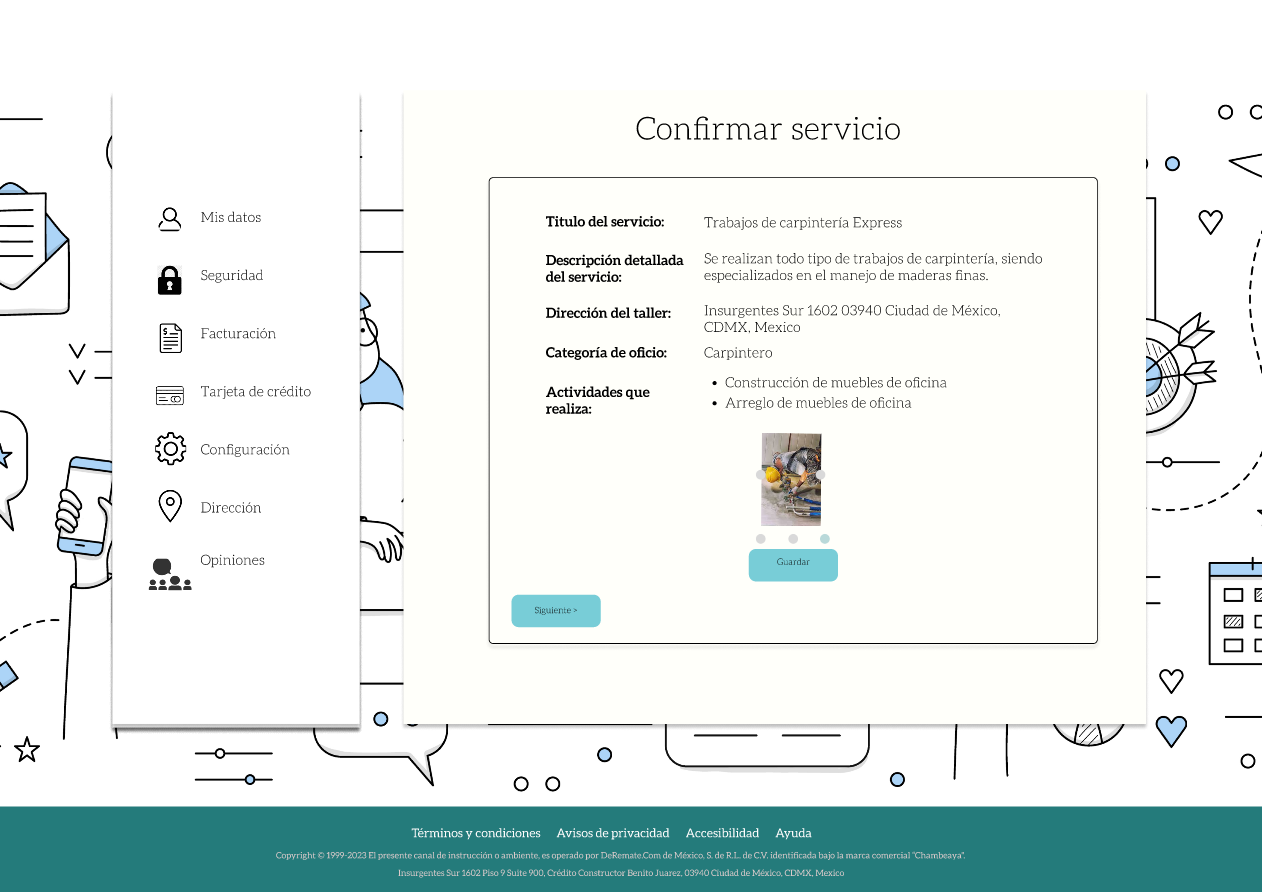 Confirmar servicio
Mis datos
Seguridad
Facturación
Tarjeta de crédito
Configuración
Dirección
Opiniones
Titulo del servicio: Trabajos de carpintería Express
Descripción detallada
del servicio:
Se realizan todo tipo de trabajos de carpintería, siendo
especializados en el manejo de maderas finas.
Dirección del taller:
Insurgentes Sur 1602 03940 Ciudad de México,
CDMX, Mexico
Categoría de oficio: Carpintero
Actividades que
realiza:
• Construcción de muebles de oficina
• Arreglo de muebles de oficina
Guardar
Siguiente >
Términos y condiciones Avisos de privacidad Accesibilidad Ayuda
Copyright © 1999-2023 El presente canal de instrucción o ambiente, es operado por DeRemate.Com de México, S. de R.L. de C.V. identificada bajo la marca comercial "Chambeaya".
Insurgentes Sur 1602 Piso 9 Suite 900, Crédito Constructor Benito Juarez, 03940 Ciudad de México, CDMX, Mexico